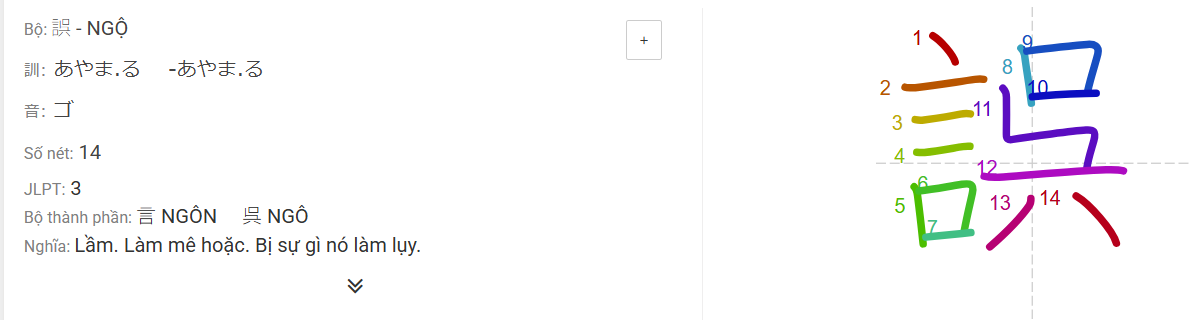 Bộ: 誤 - NGỘ
+
訓: あやま.る -あやま.る
音: ゴ
Số nét: 14
JLPT: 3
Bộ thành phần: 言 NGÔN 呉 NGÔ
Nghĩa: Lầm. Làm mê hoặc. Bị sự gì nó làm lụy.
1
2
3
4
5
6
7
8
9
10
11
12
13
14